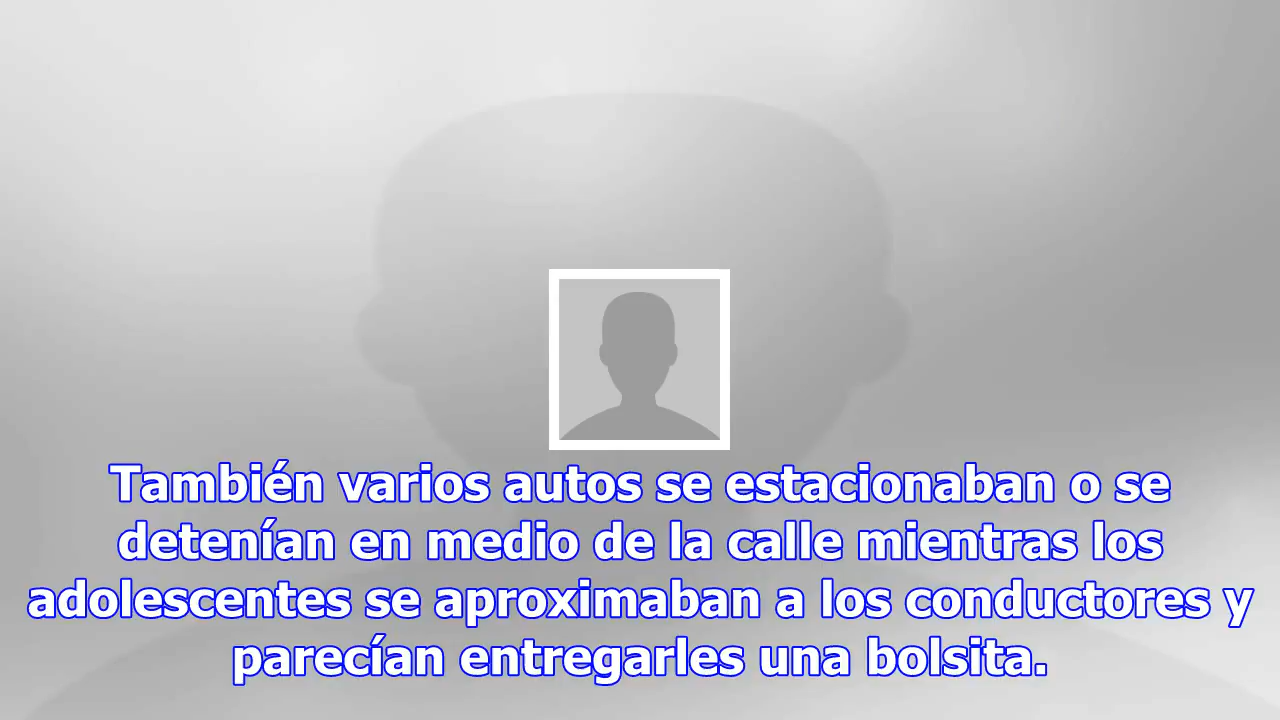 También varios autos se estacionaban o se
detenían en medio de la calle mientras los
adolescentes se aproximaban a los conductores y
parecían entregarles una bolsita.